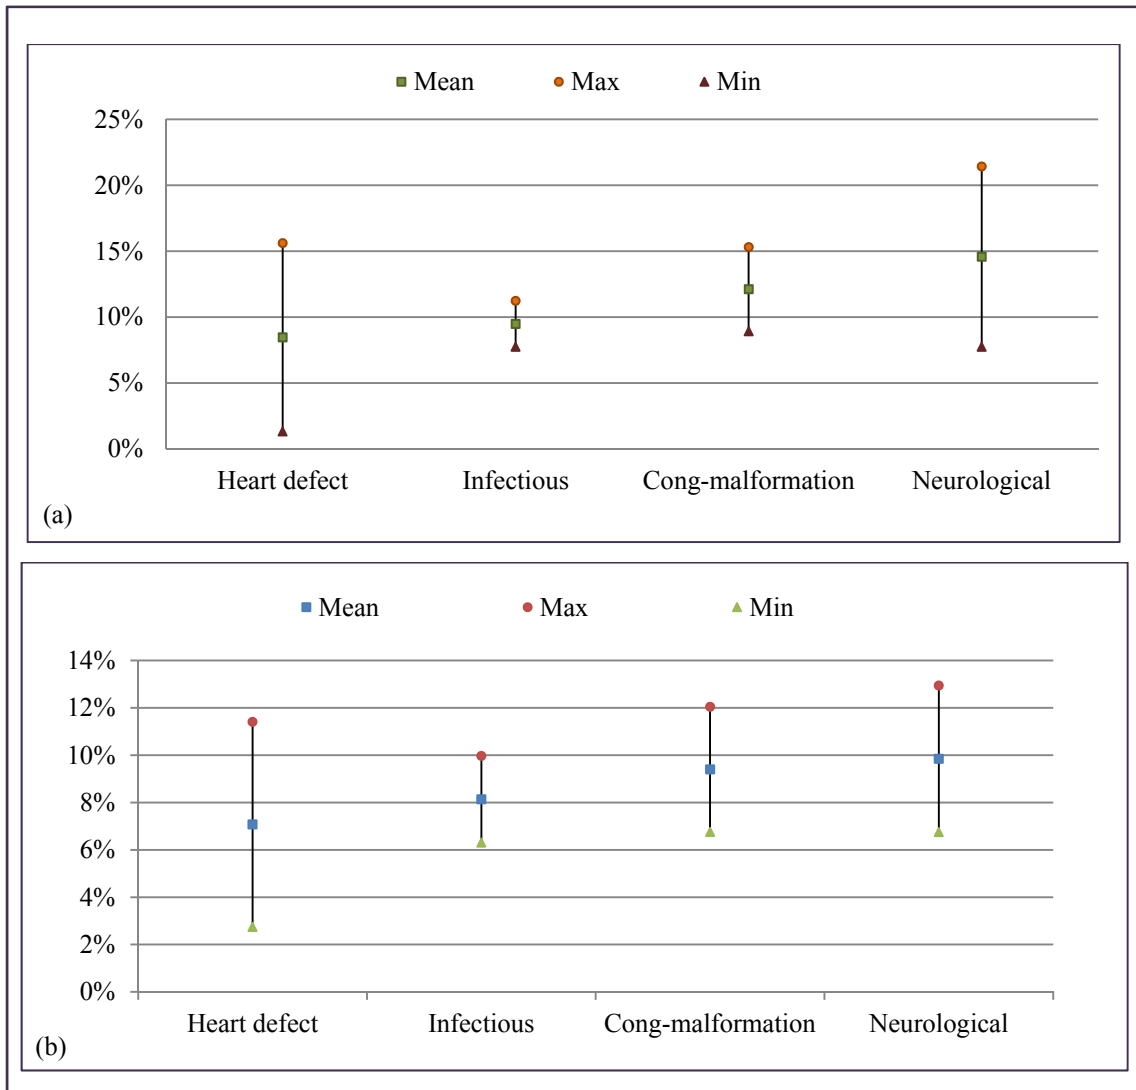 Mean Max Min
25%
20%
15%
10%
5%
0%
Heart defect Infectious Cong-malformation Neurological
(a)
Mean Max Min
14%
12%
10%
8%
6%
4%
2%
0%
Heart defect Infectious Cong-malformation Neurological
(b)